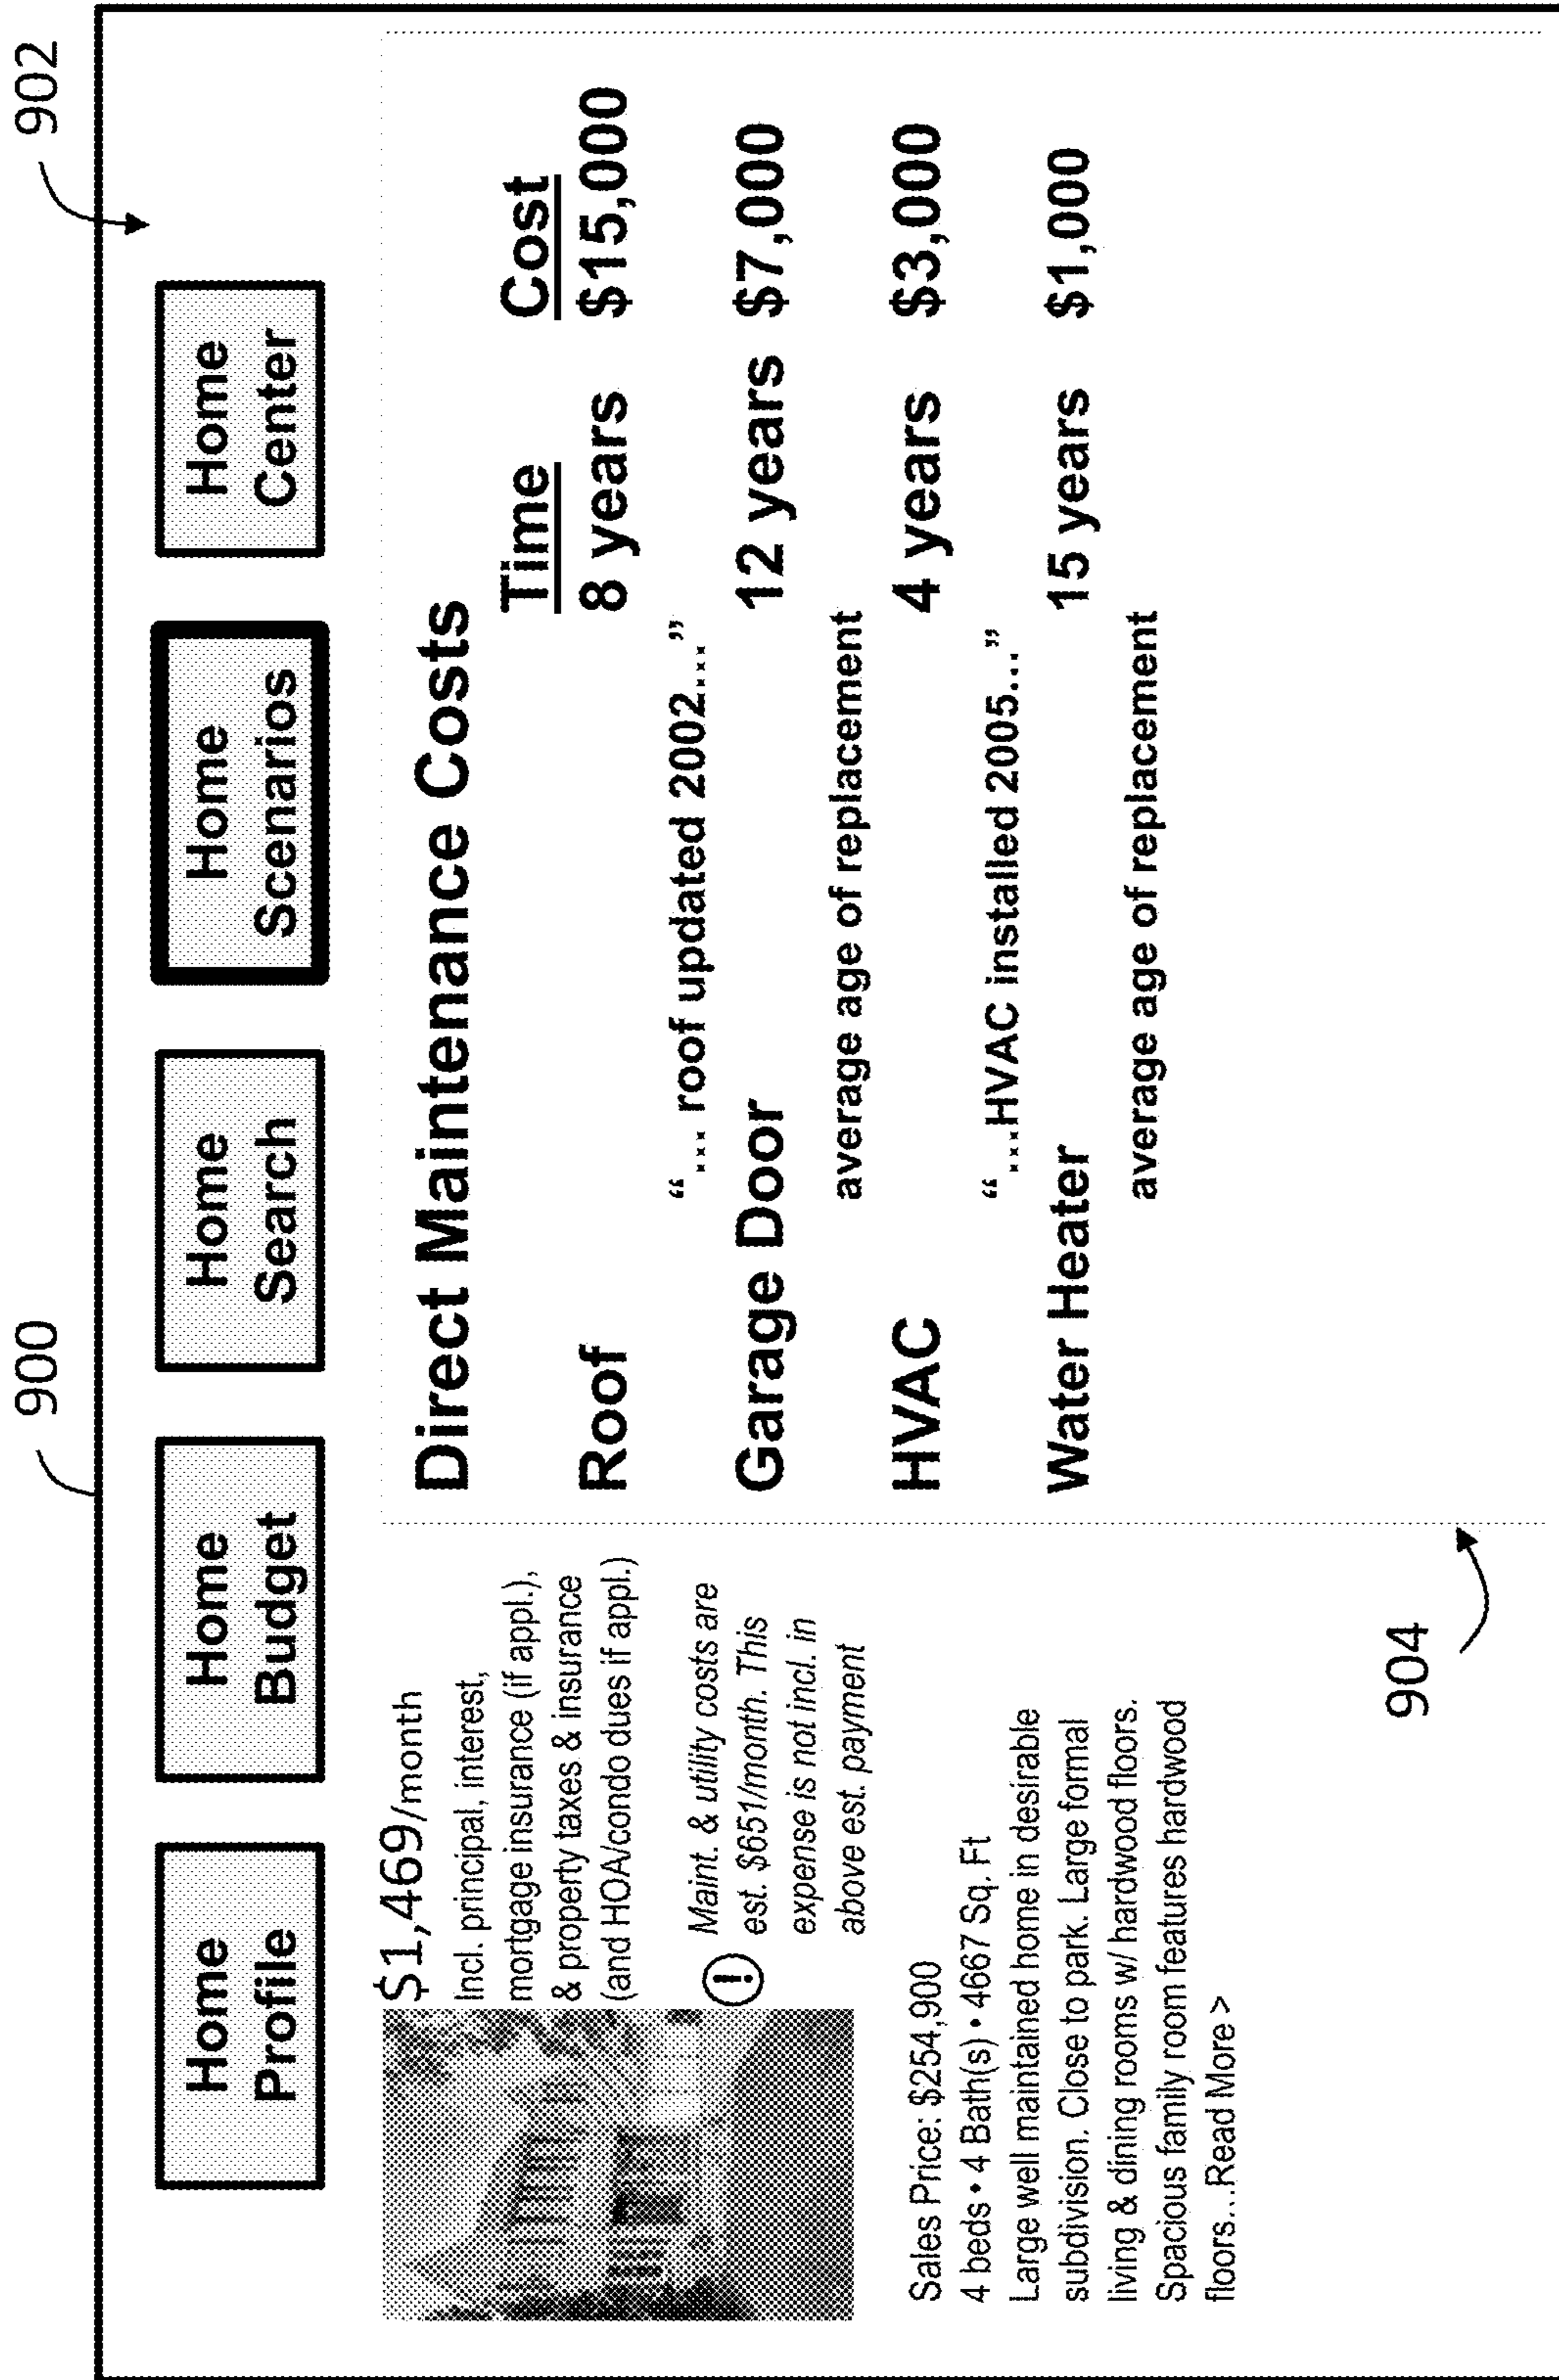 900
902
Home
Profile
Home
Budget
Home
Search
Home
Scenarios
Home
Center
$1,469/month
Incl. principal, interest,
mortgage insurance (if appl.),
& property taxes & insurance
(and HOA/condo dues if appl.)
! Maint. & utility costs are
est. $651/month. This
expense is not incl. in
above est. payment
Sales Price: $254,900
4 beds • 4 Bath(s) • 4667 Sq. Ft
Large well maintained home in desirable
subdivision. Close to park. Large formal
living & dining rooms w/ hardwood floors.
Spacious family room features hardwood
floors...Read More >
904
Direct Maintenance Costs
Time Cost
Roof 8 years $15,000
"... roof updated 2002..."
Garage Door 12 years $7,000
average age of replacement
HVAC 4 years $3,000
"...HVAC installed 2005..."
Water Heater 15 years $1,000
average age of replacement